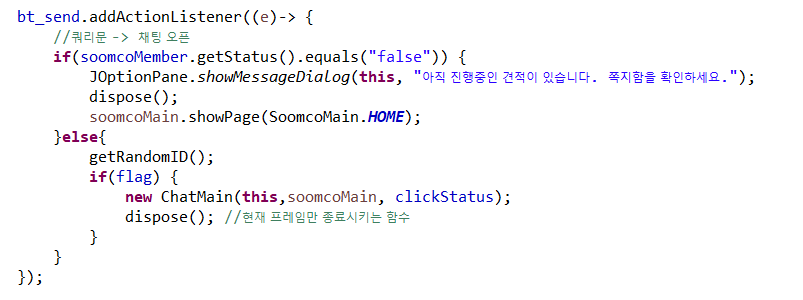 bt_send.addActionListener((e)-> {
    //쿼리문 -> 채팅 오픈
    if(soomcoMember.getStatus().equals("false")) {
        JOptionPane.showMessageDialog(this, "아직 진행중인 견적이 있습니다. 쪽지함을 확인하세요.");
        dispose();
        soomcoMain.showPage(SoomcoMain.HOME);
    }else{
        getRandomID();
        if(flag) {
            new ChatMain(this,soomcoMain, clickStatus);
            dispose(); //현재 프레임만 종료시키는 함수
        }
    }
});